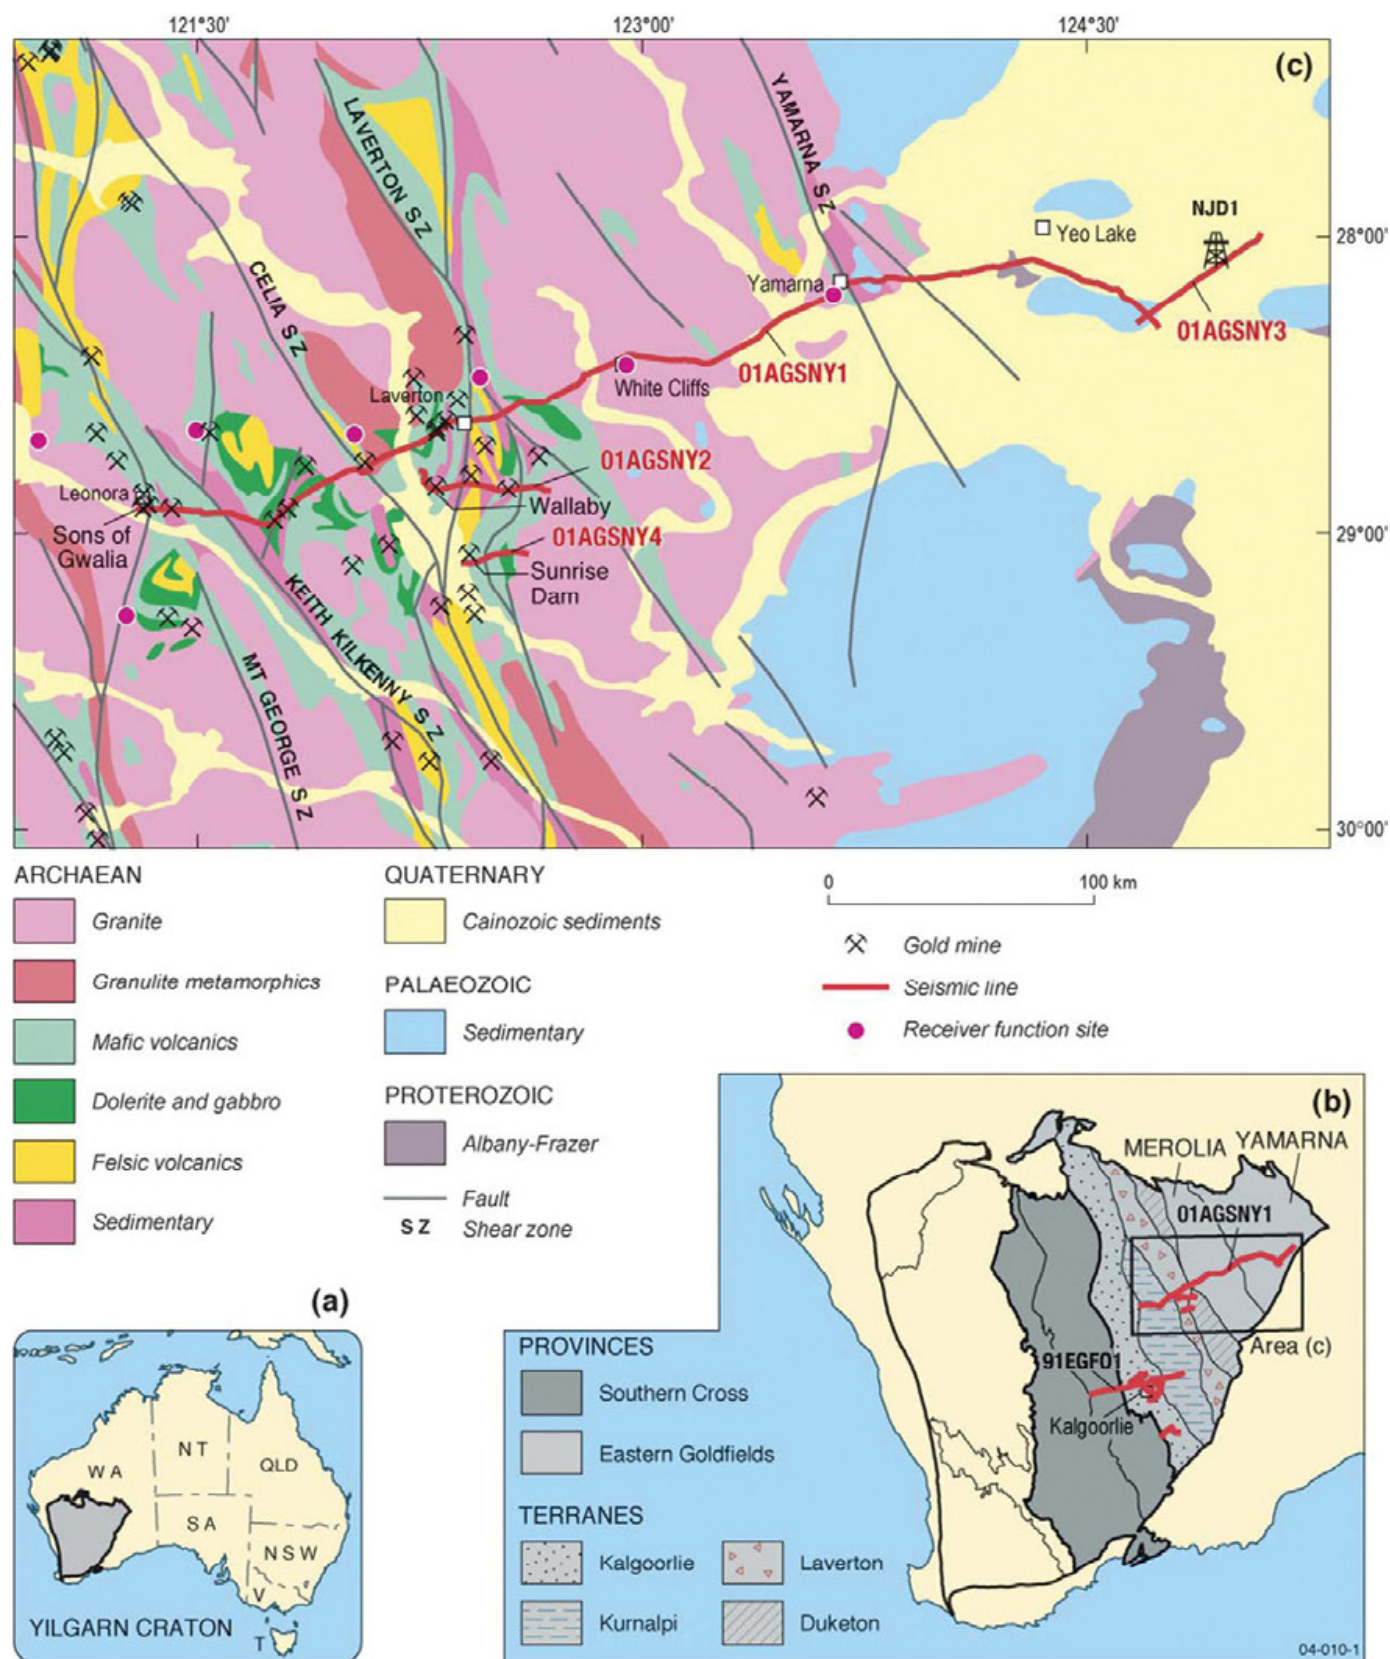 121°30'
123°00'
124°30'
(c)
YAMARNA SZ
LAVERTON SZ
NJD1
28°00'
Yeo Lake
CELIA SZ
Yamarna
01AGSNY3
01AGSNY1
White Cliffs
Laverton
01AGSNY2
Leonora
Wallaby
Sons of
Gwalia
01AGSNY4
29°00'
Sunrise
Dam
KEITH KILKENNY SZ
MT GEORGE SZ
30°00'
ARCHAEAN
Granite
Granulite metamorphics
Mafic volcanics
Dolerite and gabbro
Felsic volcanics
Sedimentary
QUATERNARY
Cainozoic sediments
PALAEOZOIC
Sedimentary
PROTEROZOIC
Albany-Frazer
Fault
SZ Shear zone
0 100 km
Gold mine
Seismic line
Receiver function site
(b)
MEROLIA
YAMARNA
01AGSNY1
Area (c)
91EGF01
Kalgoorlie
PROVINCES
Southern Cross
Eastern Goldfields
TERRANES
Kalgoorlie
Laverton
Kurnalpi
Duketon
04-010-1
(a)
NT
WA
QLD
SA
NSW
V
T
YILGARN CRATON